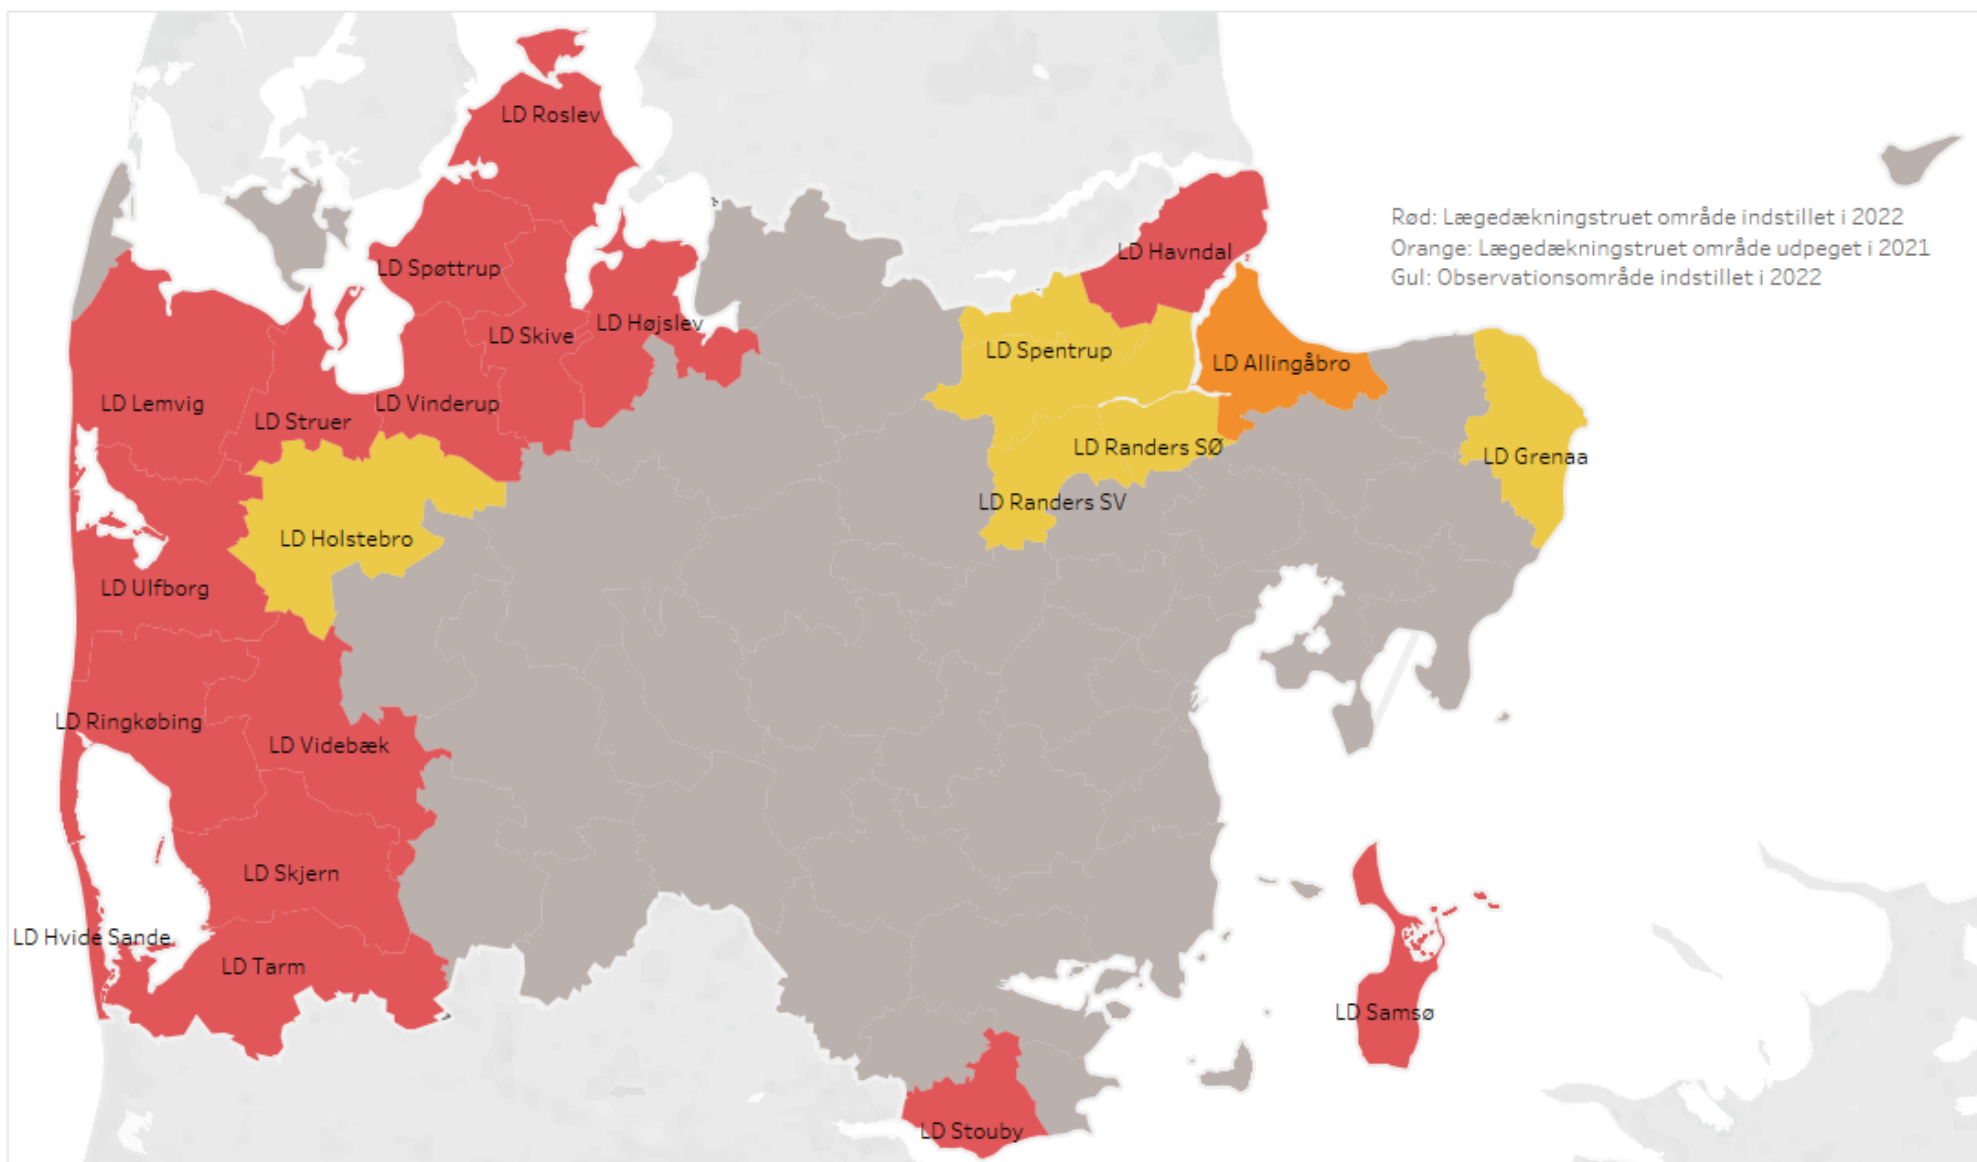 LD Roslev
Rød: Lægedækningstruet område indstillet i 2022
Orange: Lægedækningstruet område udpeget i 2021
Gul: Observationsområde indstillet i 2022
LD Havndal
LD Spøttrup
LD Højslev
LD Skive
LD Spentrup
LD Allingåbro
LD Lemvig
LD Vinderup
LD Struer
LD Randers SØ
LD Grenaa
LD Randers SV
LD Holstebro
LD Ulfborg
LD Ringkøbing
LD Videbæk
LD Skjern
LD Hvide Sande
LD Tarm
LD Samsø
LD Stouby